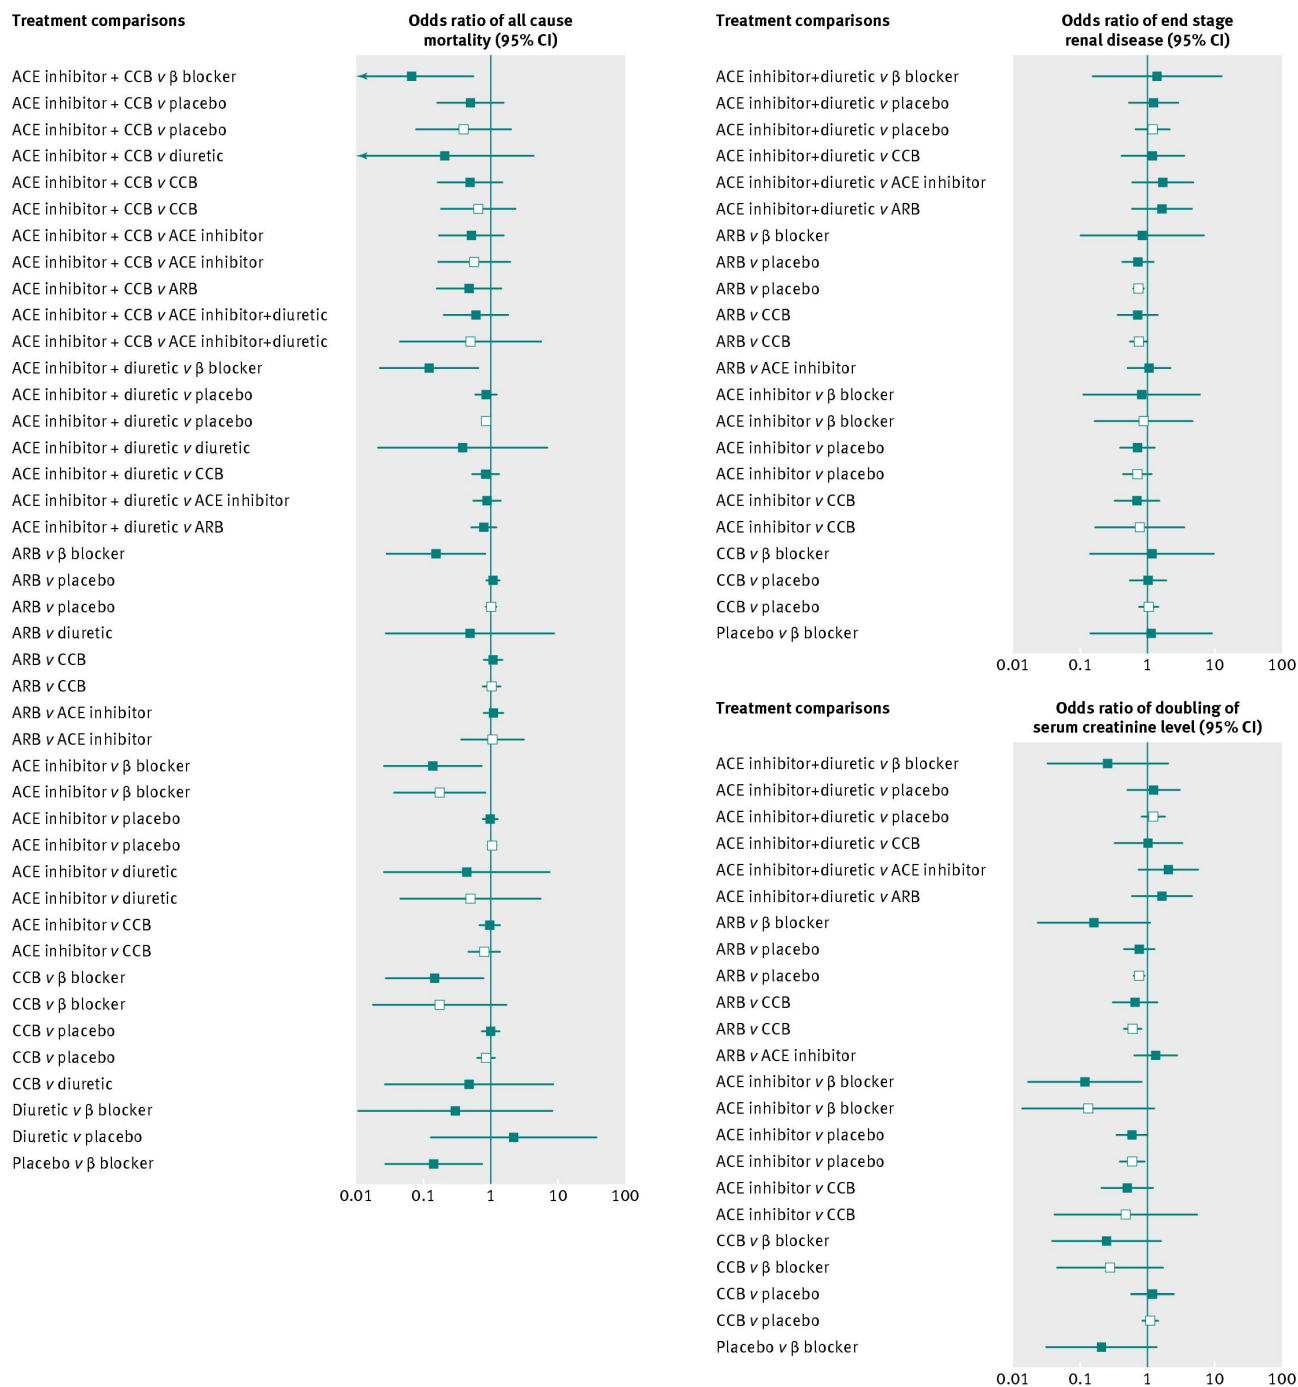 Treatment comparisons
Odds ratio of all cause
mortality (95% CI)
ACE inhibitor + CCB v β blocker
ACE inhibitor + CCB v placebo
ACE inhibitor + CCB v placebo
ACE inhibitor + CCB v diuretic
ACE inhibitor + CCB v CCB
ACE inhibitor + CCB v CCB
ACE inhibitor + CCB v ACE inhibitor
ACE inhibitor + CCB v ACE inhibitor
ACE inhibitor + CCB v ARB
ACE inhibitor + CCB v ACE inhibitor+diuretic
ACE inhibitor + CCB v ACE inhibitor+diuretic
ACE inhibitor + diuretic v β blocker
ACE inhibitor + diuretic v placebo
ACE inhibitor + diuretic v placebo
ACE inhibitor + diuretic v diuretic
ACE inhibitor + diuretic v CCB
ACE inhibitor + diuretic v ACE inhibitor
ACE inhibitor + diuretic v ARB
ARB v β blocker
ARB v placebo
ARB v placebo
ARB v diuretic
ARB v CCB
ARB v CCB
ARB v ACE inhibitor
ARB v ACE inhibitor
ACE inhibitor v β blocker
ACE inhibitor v β blocker
ACE inhibitor v placebo
ACE inhibitor v placebo
ACE inhibitor v diuretic
ACE inhibitor v diuretic
ACE inhibitor v CCB
ACE inhibitor v CCB
CCB v β blocker
CCB v β blocker
CCB v placebo
CCB v placebo
CCB v diuretic
Diuretic v β blocker
Diuretic v placebo
Placebo v β blocker
0.01 0.1 1 10 100
Treatment comparisons
Odds ratio of end stage
renal disease (95% CI)
ACE inhibitor+diuretic v β blocker
ACE inhibitor+diuretic v placebo
ACE inhibitor+diuretic v placebo
ACE inhibitor+diuretic v CCB
ACE inhibitor+diuretic v ACE inhibitor
ACE inhibitor+diuretic v ARB
ARB v β blocker
ARB v placebo
ARB v placebo
ARB v CCB
ARB v CCB
ARB v ACE inhibitor
ACE inhibitor v β blocker
ACE inhibitor v β blocker
ACE inhibitor v placebo
ACE inhibitor v placebo
ACE inhibitor v CCB
ACE inhibitor v CCB
CCB v β blocker
CCB v placebo
CCB v placebo
Placebo v β blocker
0.01 0.1 1 10 100
Treatment comparisons
Odds ratio of doubling of
serum creatinine level (95% CI)
ACE inhibitor+diuretic v β blocker
ACE inhibitor+diuretic v placebo
ACE inhibitor+diuretic v placebo
ACE inhibitor+diuretic v CCB
ACE inhibitor+diuretic v ACE inhibitor
ACE inhibitor+diuretic v ARB
ARB v β blocker
ARB v placebo
ARB v placebo
ARB v CCB
ARB v CCB
ARB v ACE inhibitor
ACE inhibitor v β blocker
ACE inhibitor v β blocker
ACE inhibitor v placebo
ACE inhibitor v placebo
ACE inhibitor v CCB
ACE inhibitor v CCB
CCB v β blocker
CCB v β blocker
CCB v placebo
CCB v placebo
Placebo v β blocker
0.01 0.1 1 10 100